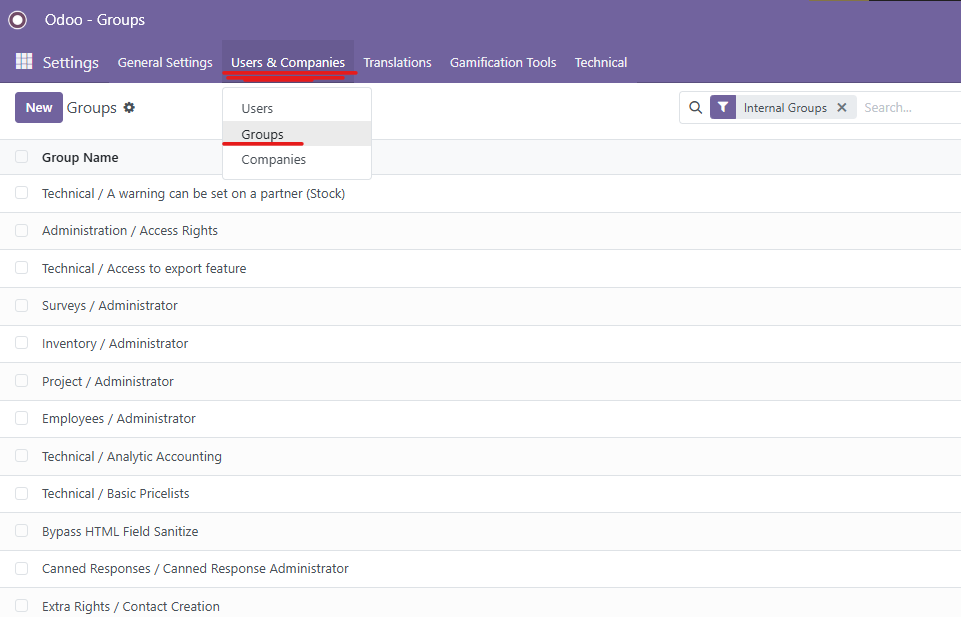 Odoo - Groups
Settings General Settings Users & Companies Translations Gamification Tools Technical
New Groups Internal Groups Search...
Users
Groups
Companies
Group Name
Technical / A warning can be set on a partner (Stock)
Administration / Access Rights
Technical / Access to export feature
Surveys / Administrator
Inventory / Administrator
Project / Administrator
Employees / Administrator
Technical / Analytic Accounting
Technical / Basic Pricelists
Bypass HTML Field Sanitize
Canned Responses / Canned Response Administrator
Extra Rights / Contact Creation